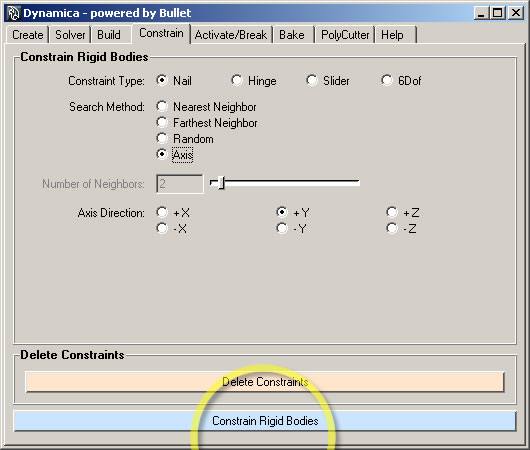 Dynamica - powered by Bullet
Create Solver Build Constrain Activate/Break Bake PolyCutter Help
Constrain Rigid Bodies
Constraint Type: Nail Hinge Slider 6Dof
Search Method: Nearest Neighbor
Farthest Neighbor
Random
Axis
Number of Neighbors: 2
Axis Direction: +X +Y +Z
-X -Y -Z
Delete Constraints
Delete Constraints
Constrain Rigid Bodies